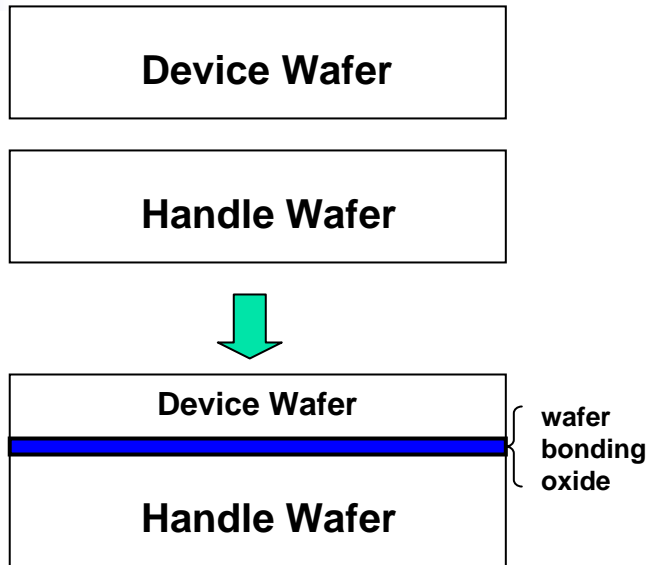 Device Wafer
Handle Wafer
Device Wafer
wafer
bonding
oxide
Handle Wafer